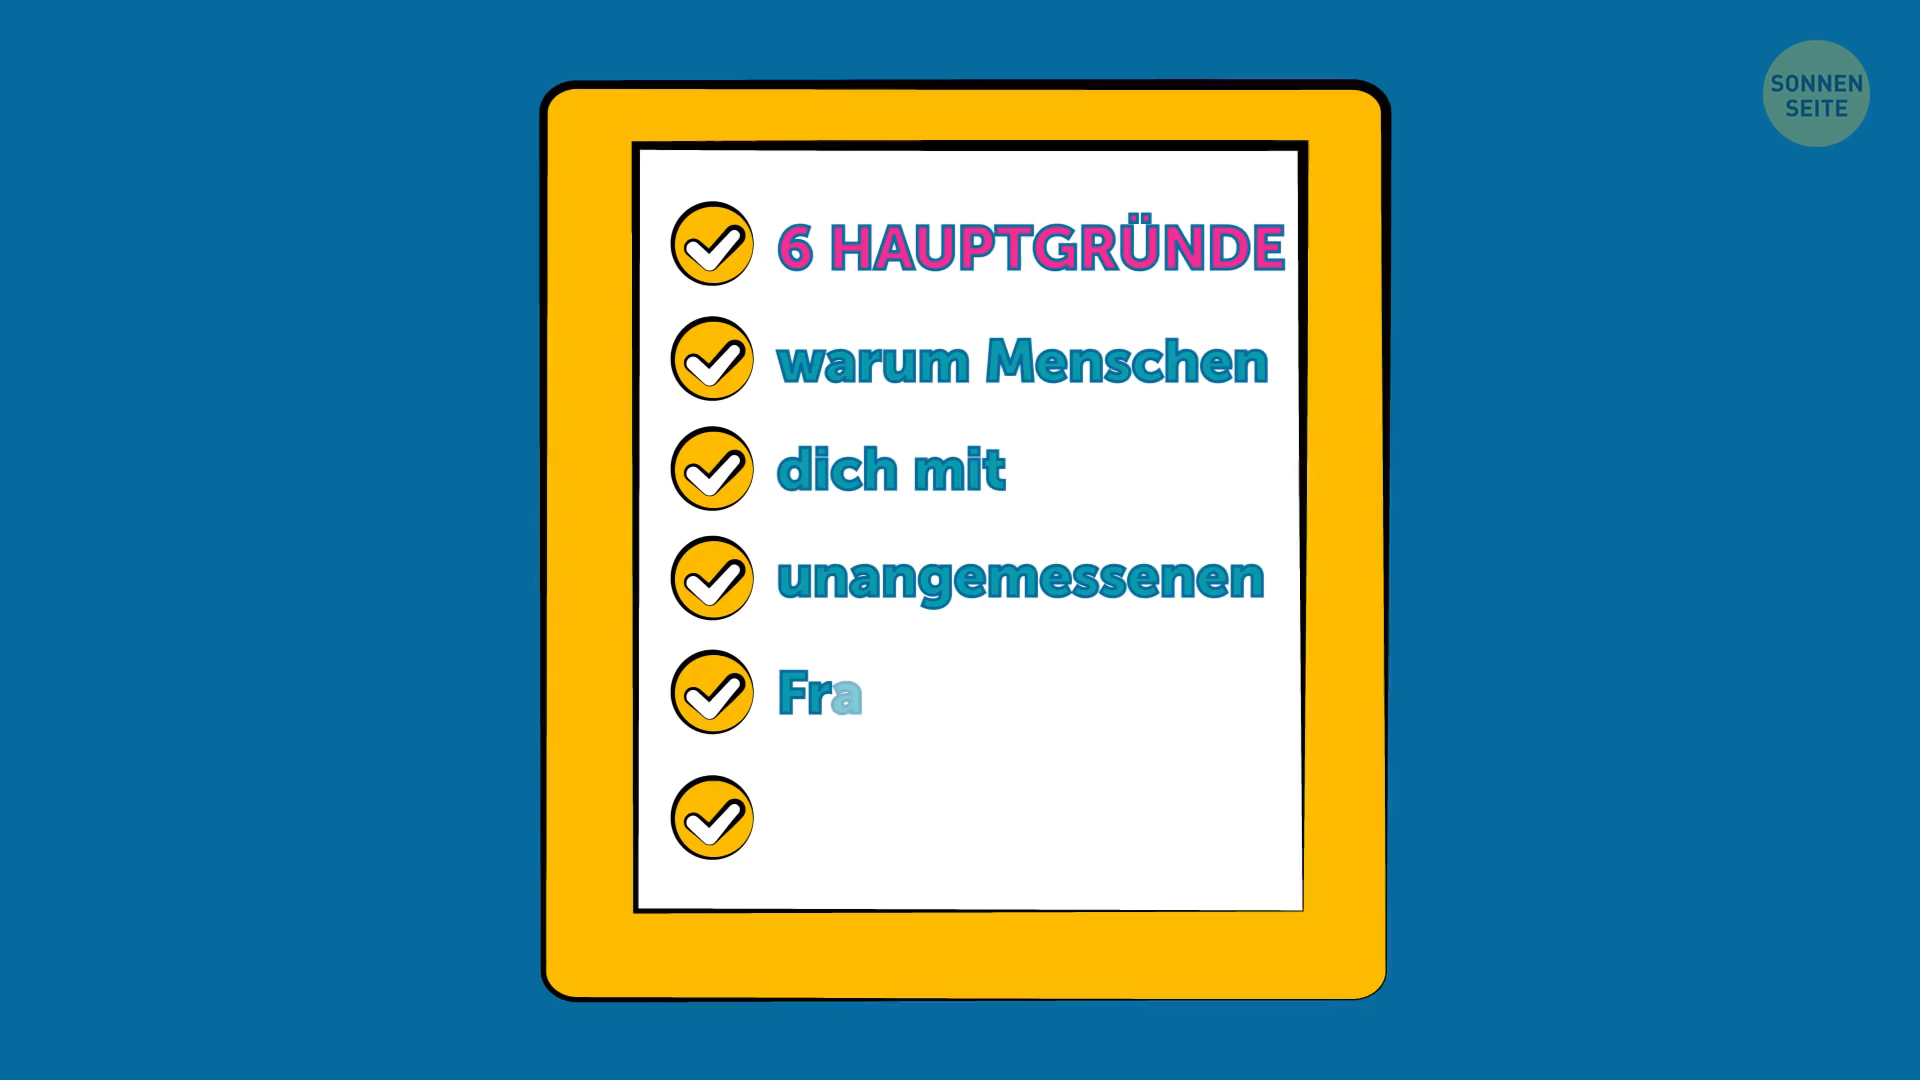 SONNEN
SEITE
6 HAUPTGRÜNDE
warum Menschen
dich mit
unangemessenen
Fra